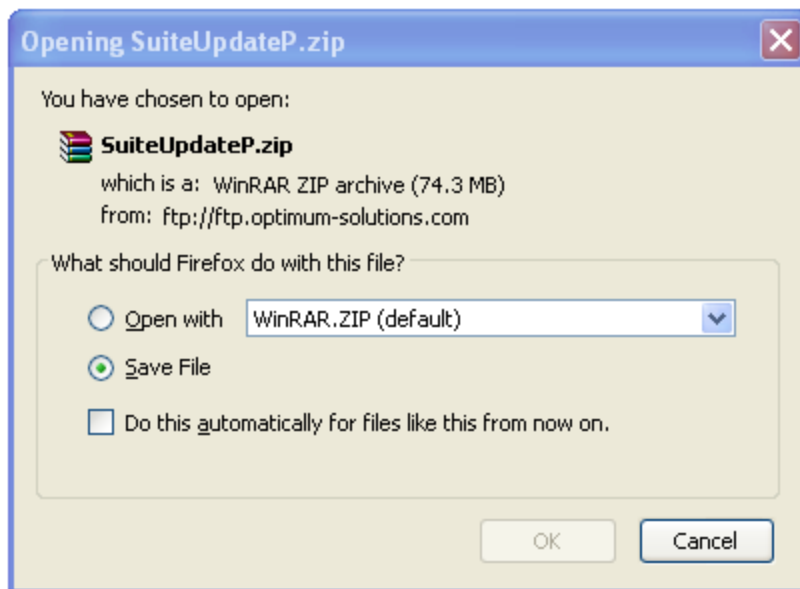 Opening SuiteUpdateP.zip
You have chosen to open:
SuiteUpdateP.zip
which is a: WinRAR ZIP archive (74.3 MB)
from: ftp://ftp.optimum-solutions.com
What should Firefox do with this file?
Open with WinRAR.ZIP (default)
Save File
Do this automatically for files like this from now on.
OK Cancel